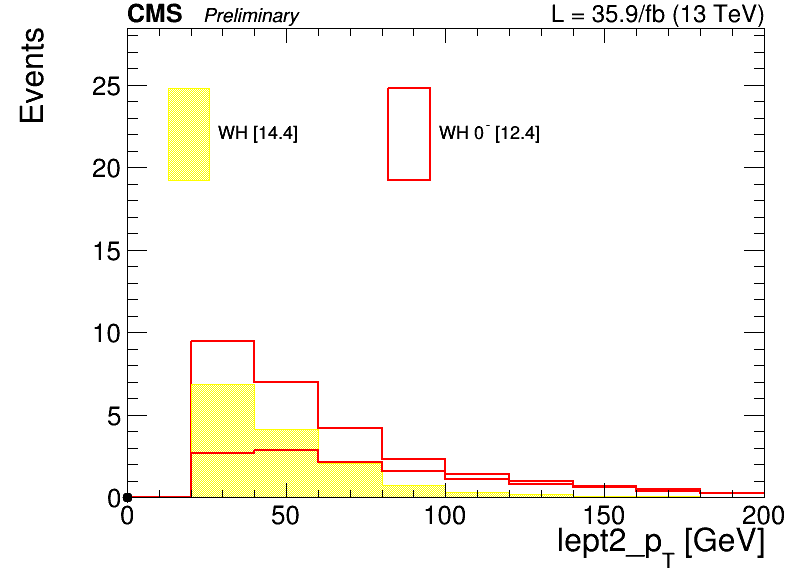 CMS Preliminary L = 35.9/fb (13 TeV)
Events
25
20
15
10
5
0
WH [14.4]
WH 0⁻ [12.4]
0 50 100 150 200
lept2_p_T [GeV]